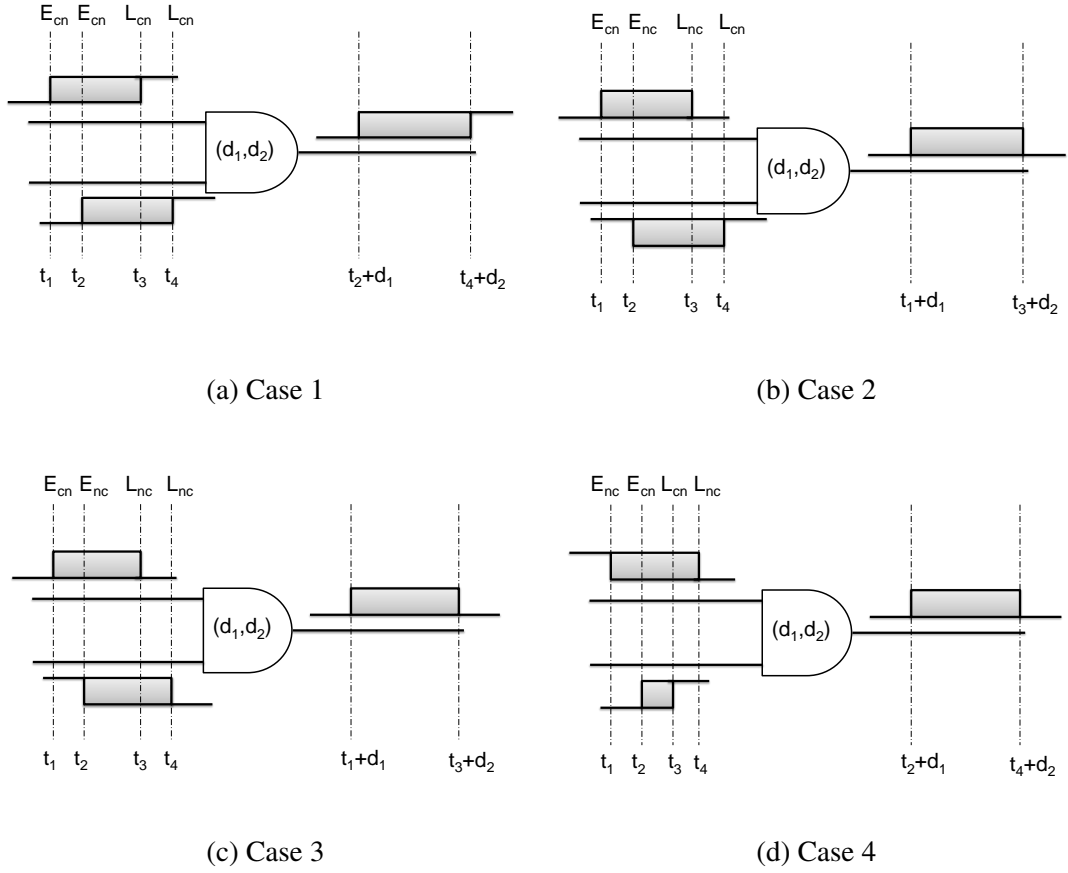 E_cn E_cn L_cn L_cn
(d_1,d_2)
t_1 t_2 t_3 t_4 t_2+d_1 t_4+d_2
(a) Case 1
E_cn E_nc L_nc L_cn
(d_1,d_2)
t_1 t_2 t_3 t_4 t_1+d_1 t_3+d_2
(b) Case 2
E_cn E_nc L_nc L_nc
(d_1,d_2)
t_1 t_2 t_3 t_4 t_1+d_1 t_3+d_2
(c) Case 3
E_nc E_cn L_cn L_nc
(d_1,d_2)
t_1 t_2 t_3 t_4 t_2+d_1 t_4+d_2
(d) Case 4